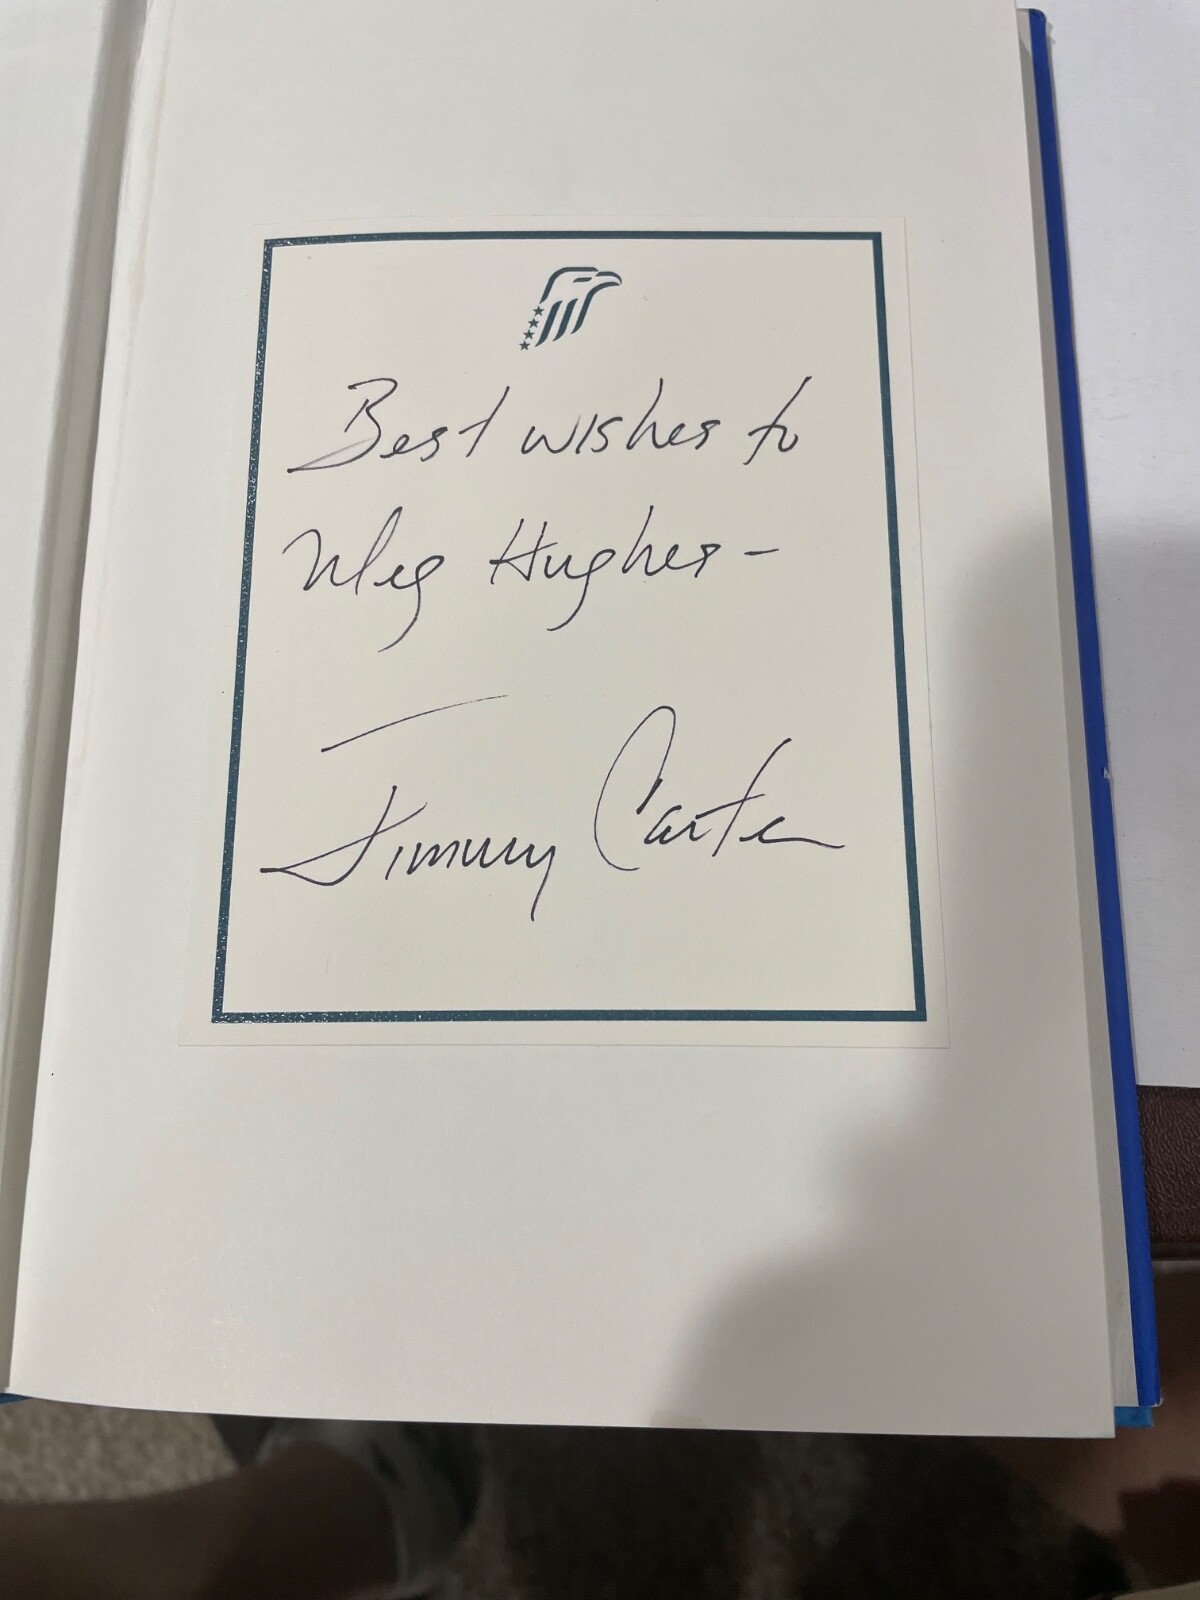 Best wishes to
Meg Hughes -
Jimmy Carter